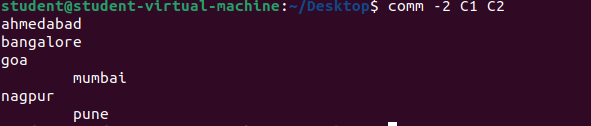 student@student-virtual-machine:~/Desktop$ comm -2 C1 C2
ahmedabad
bangalore
goa
        mumbai
nagpur
        pune